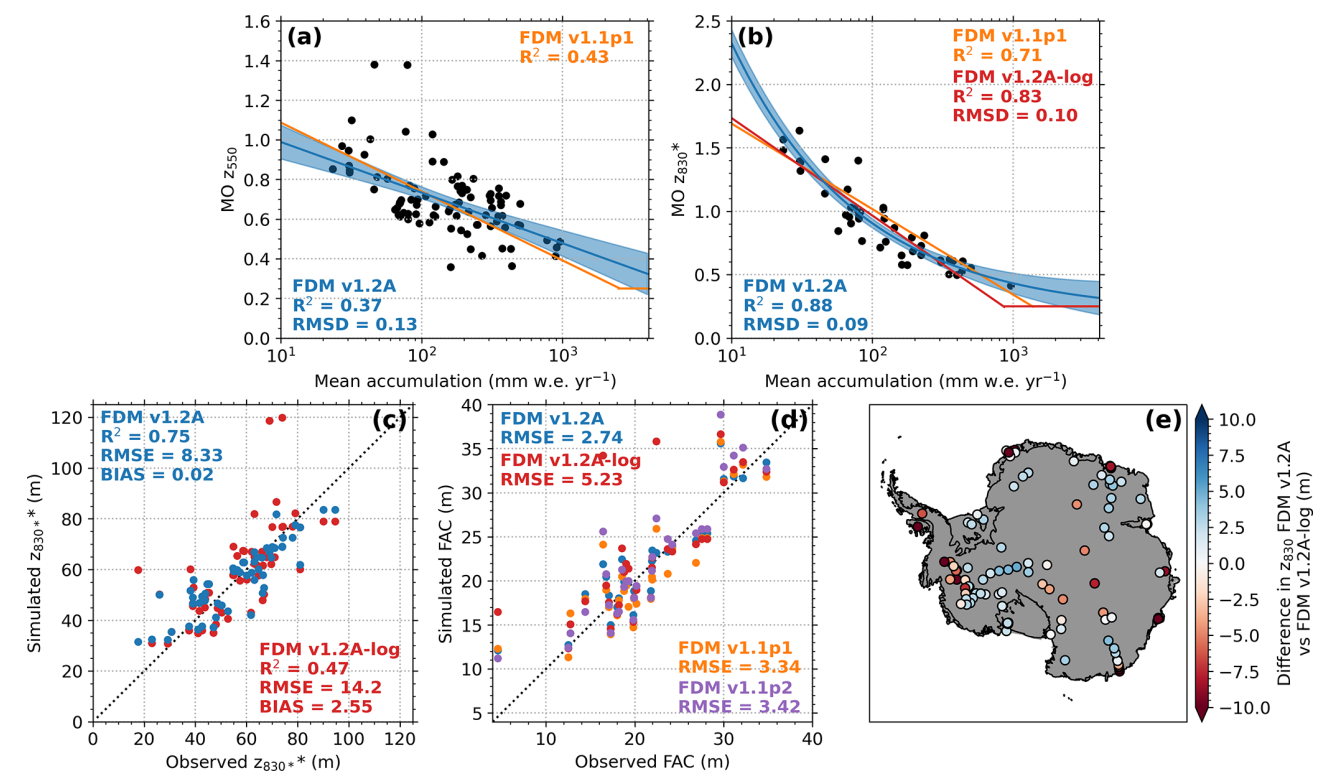 (a)
FDM v1.1p1
R² = 0.43
FDM v1.2A
R² = 0.37
RMSD = 0.13
1.6
1.4
1.2
1.0
0.8
0.6
0.4
0.2
0.0
MO z₅₅₀
10¹
10²
10³
Mean accumulation (mm w.e. yr⁻¹)
(b)
FDM v1.1p1
R² = 0.71
FDM v1.2A-log
R² = 0.83
RMSD = 0.10
FDM v1.2A
R² = 0.88
RMSD = 0.09
2.5
2.0
1.5
1.0
0.5
0.0
MO z₈₃₀*
10¹
10²
10³
Mean accumulation (mm w.e. yr⁻¹)
(c)
FDM v1.2A
R² = 0.75
RMSE = 8.33
BIAS = 0.02
FDM v1.2A-log
R² = 0.47
RMSE = 14.2
BIAS = 2.55
120
100
80
60
40
20
0
Simulated z₈₃₀** (m)
0
20
40
60
80
100
120
Observed z₈₃₀** (m)
(d)
FDM v1.2A
RMSE = 2.74
FDM v1.2A-log
RMSE = 5.23
FDM v1.1p1
RMSE = 3.34
FDM v1.1p2
RMSE = 3.42
40
35
30
25
20
15
10
5
Simulated FAC (m)
10
20
30
40
Observed FAC (m)
(e)
10.0
7.5
5.0
2.5
0.0
−2.5
−5.0
−7.5
−10.0
Difference in z₈₃₀ FDM v1.2A
vs FDM v1.2A-log (m)